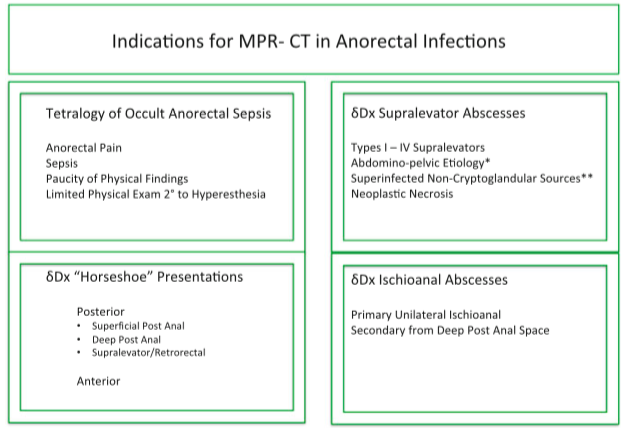 Indications for MPR- CT in Anorectal Infections
Tetralogy of Occult Anorectal Sepsis
Anorectal Pain
Sepsis
Paucity of Physical Findings
Limited Physical Exam 2° to Hyperesthesia
δDx Supralevator Abscesses
Types I – IV Supralevators
Abdomino-pelvic Etiology*
Superinfected Non-Cryptoglandular Sources**
Neoplastic Necrosis
δDx “Horseshoe” Presentations
Posterior
• Superficial Post Anal
• Deep Post Anal
• Supralevator/Retrorectal
Anterior
δDx Ischioanal Abscesses
Primary Unilateral Ischioanal
Secondary from Deep Post Anal Space